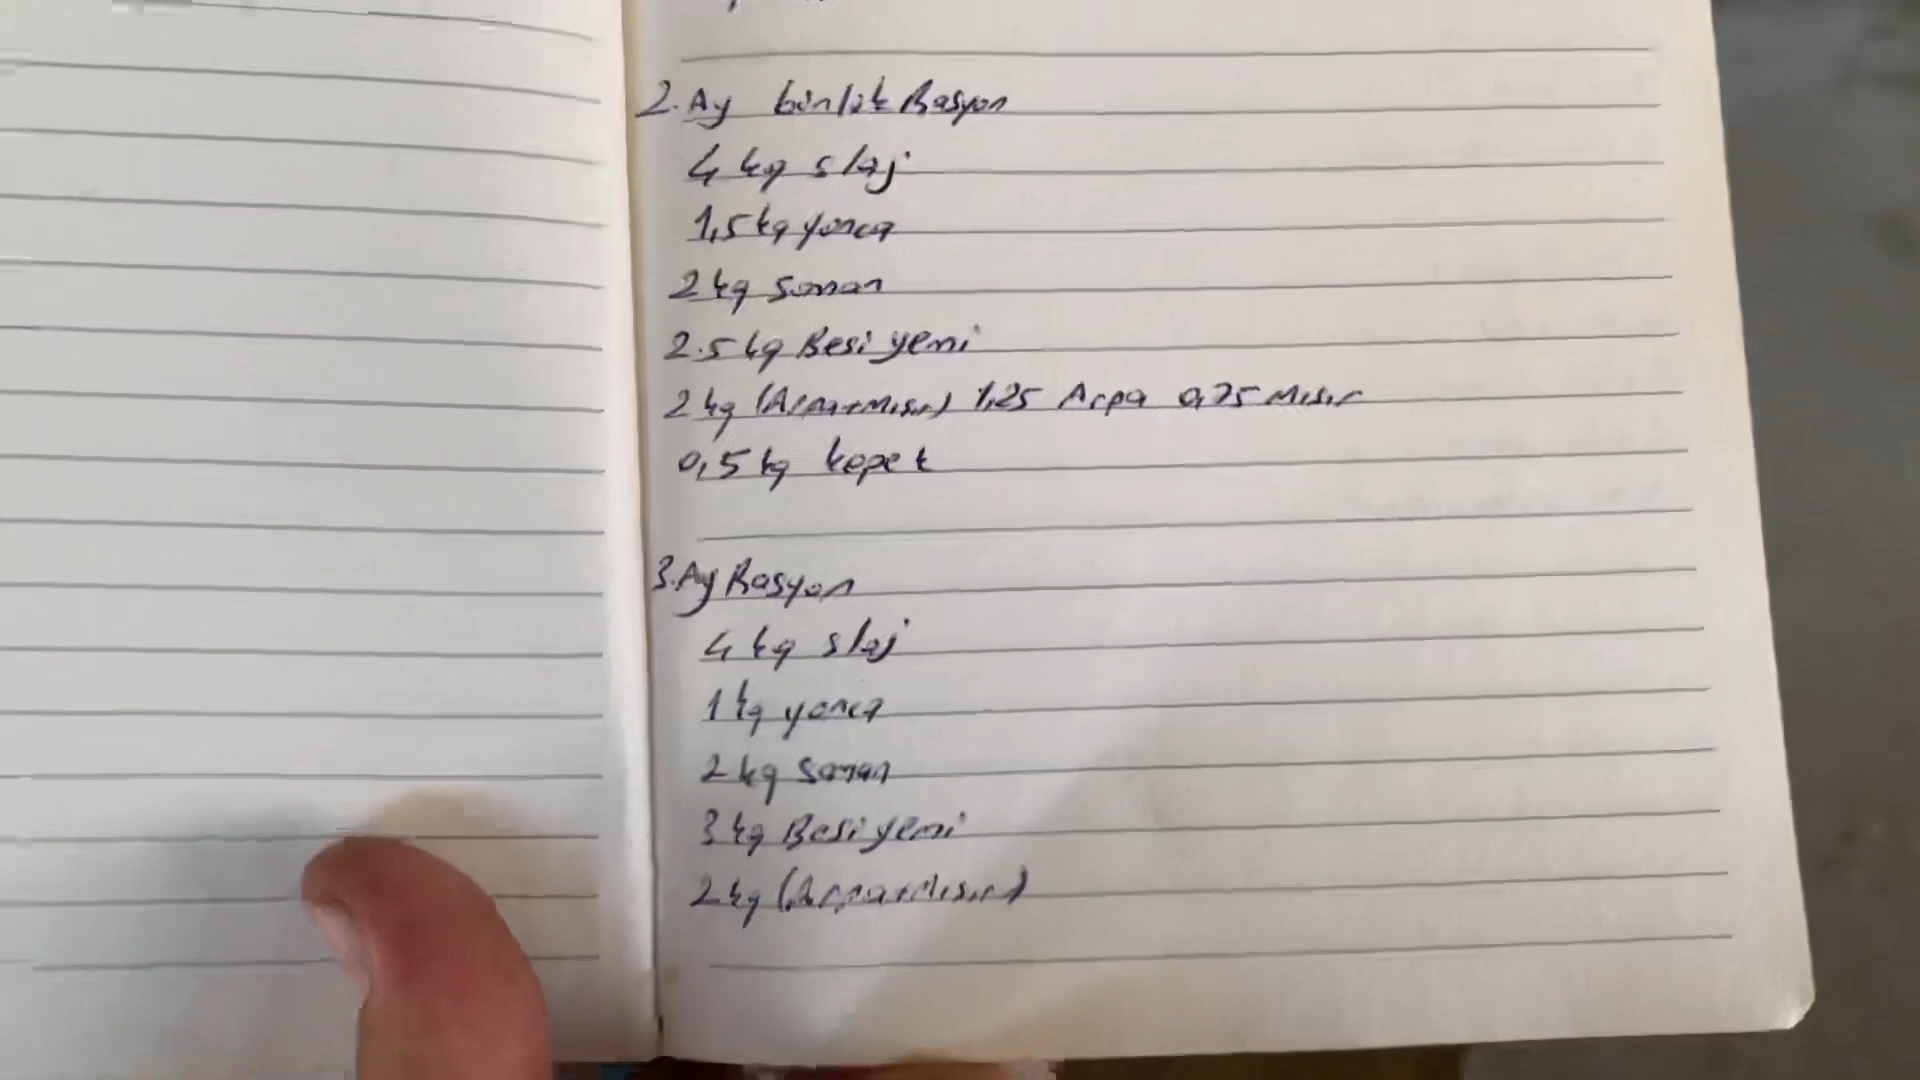 2. Ay Günlük Rasyon
4 kg slaj
1,5 kg yonca
2 kg saman
2.5 kg Besi yemi
2 kg (Arpa+Mısır) 1,25 Arpa 0,75 Mısır
0,5 kg kepek
3. Ay Rasyon
4 kg slaj
1 kg yonca
2 kg saman
3 kg Besi yemi
2 kg (Arpa+Mısır)